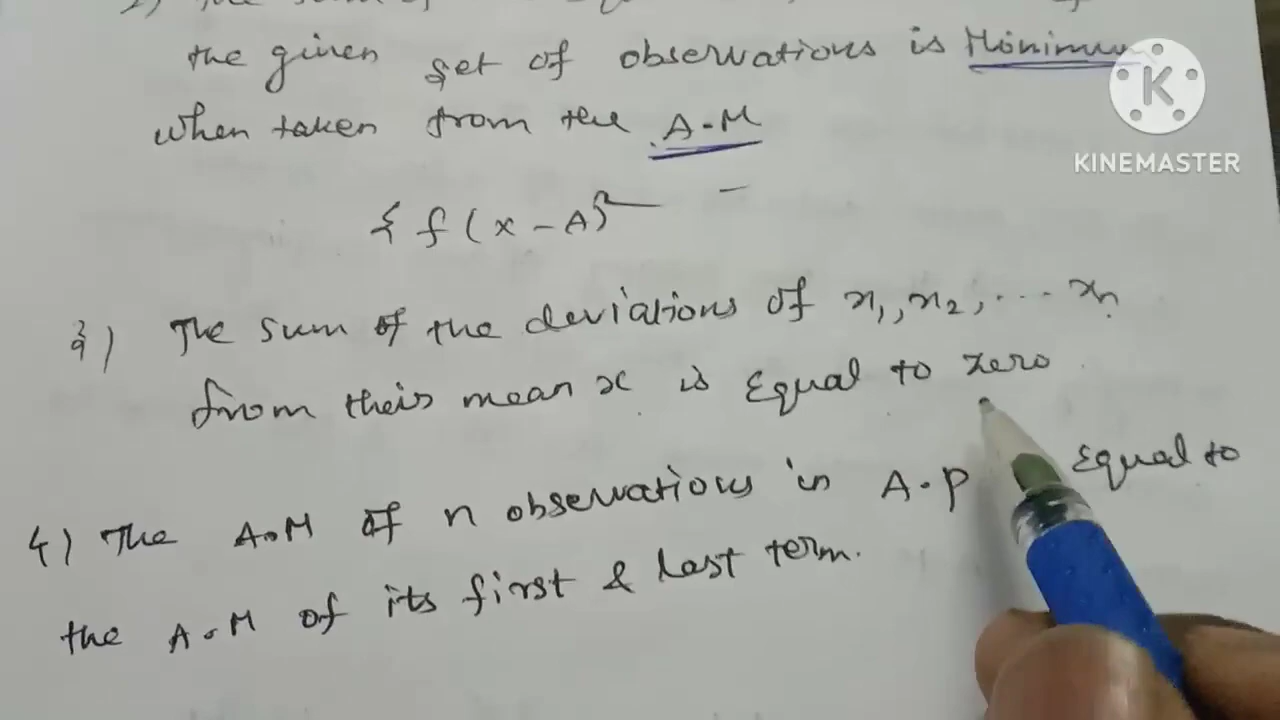 the given set of observations is Minimum
K
when taken from the A.M
KINEMASTER
Σ f (x - A)²
3) The sum of the deviations of x₁, x₂, ... xₙ
from their mean x is Equal to zero
4) The A.M of n observations in A.P Equal to
the A.M of its first & last term.